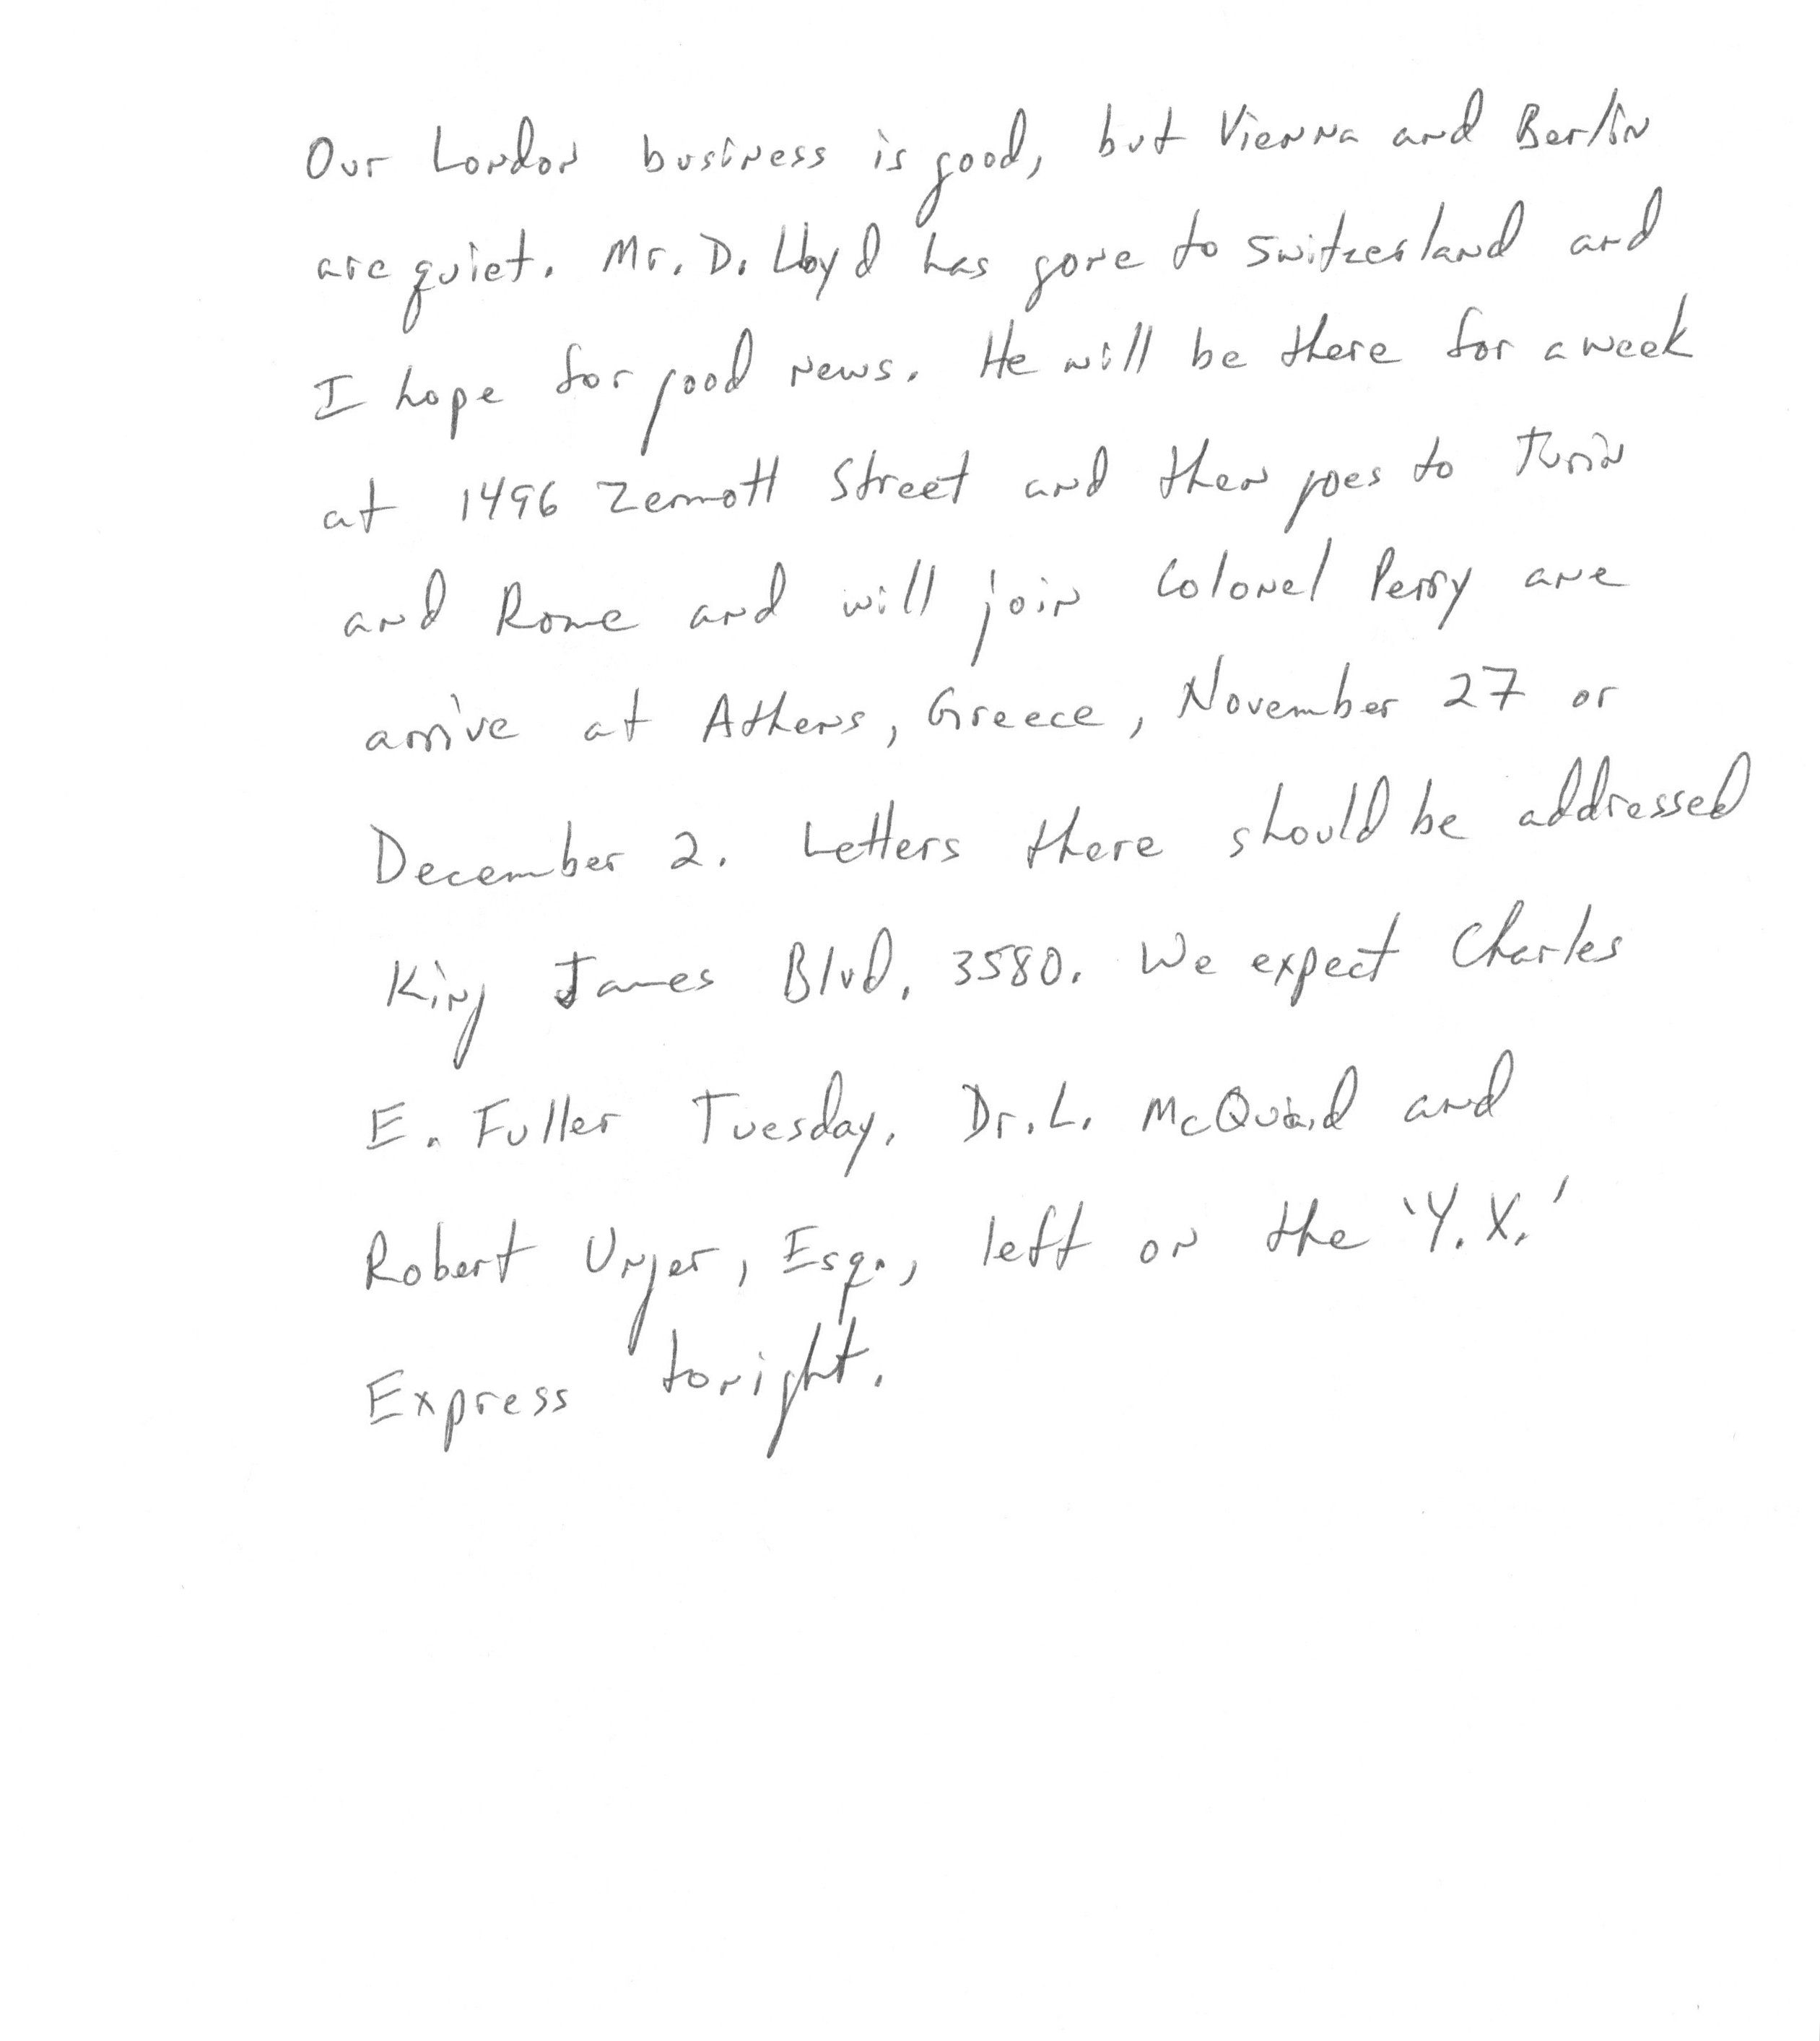 Our London business is good, but Vienna and Berlin
are quiet. Mr. D. Lloyd has gone to Switzerland and
I hope for good news. He will be there for a week
at 1496 Zermott Street and then goes to Turin
and Rome and will join Colonel Perry and
arrive at Athens, Greece, November 27 or
December 2. Letters there should be addressed
King James Blvd, 3580. We expect Charles
E. Fuller Tuesday. Dr. L. McQuaid and
Robert Unger, Esq., left on the 'Y.X.'
Express tonight.